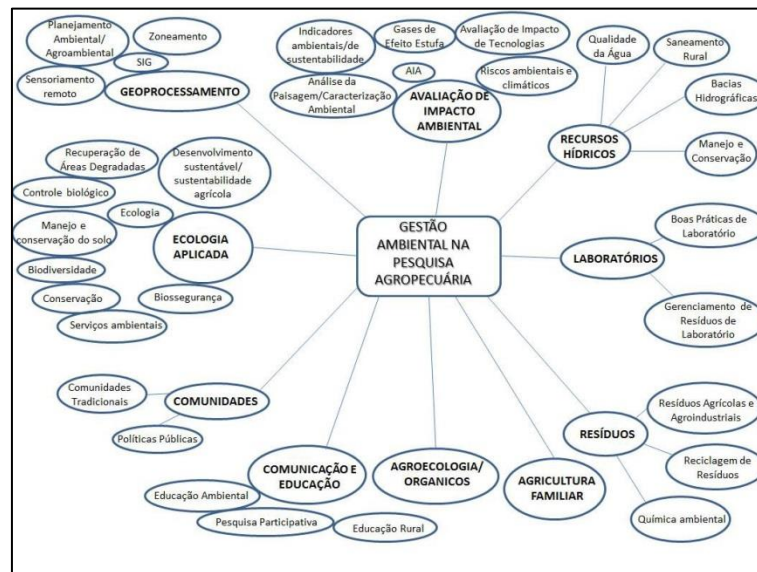 Planejamento
Ambiental/
Agroambiental
Zoneamento
SIG
Sensoriamento
remoto
GEOPROCESSAMENTO
Indicadores
ambientais/de
sustentabilidade
Gases de
Efeito Estufa
Avaliação de Impacto
de Tecnologias
AIA
Análise da
Paisagem/Caracterização
Ambiental
Riscos ambientais e
climáticos
AVALIAÇÃO DE
IMPACTO
AMBIENTAL
Qualidade
da Água
Saneamento
Rural
Bacias
Hidrográficas
Manejo e
Conservação
RECURSOS
HÍDRICOS
Recuperação de
Áreas Degradadas
Desenvolvimento
sustentável/
sustentabilidade
agrícola
Controle biológico
Ecologia
Manejo e
conservação do solo
ECOLOGIA
APLICADA
Biodiversidade
Conservação
Biossegurança
Serviços ambientais
GESTÃO
AMBIENTAL NA
PESQUISA
AGROPECUÁRIA
LABORATÓRIOS
Boas Práticas de
Laboratório
Gerenciamento de
Resíduos de
Laboratório
Comunidades
Tradicionais
COMUNIDADES
Políticas Públicas
COMUNICAÇÃO E
EDUCAÇÃO
Educação Ambiental
Pesquisa Participativa
Educação Rural
AGROECOLOGIA/
ORGANICOS
AGRICULTURA
FAMILIAR
RESÍDUOS
Resíduos Agrícolas e
Agroindustriais
Reciclagem de
Resíduos
Química ambiental